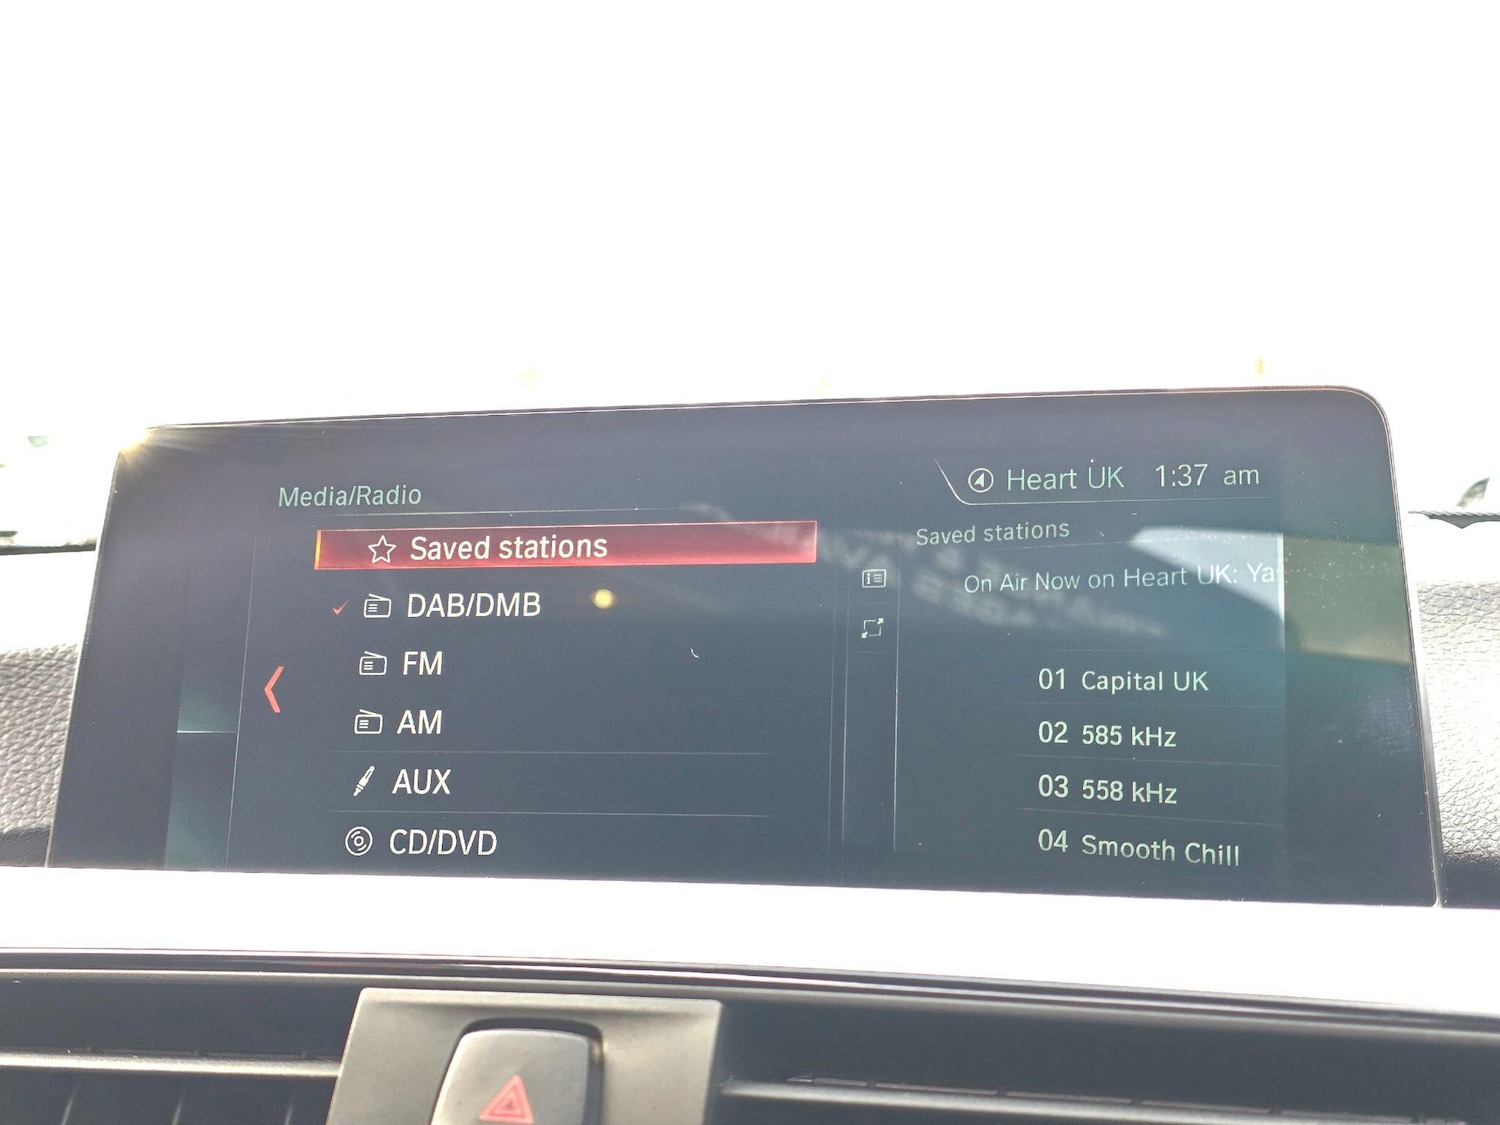 Media/Radio
Heart UK 1:37 am
Saved stations
DAB/DMB
FM
AM
AUX
CD/DVD
Saved stations
On Air Now on Heart UK: Ya
01 Capital UK
02 585 kHz
03 558 kHz
04 Smooth Chill